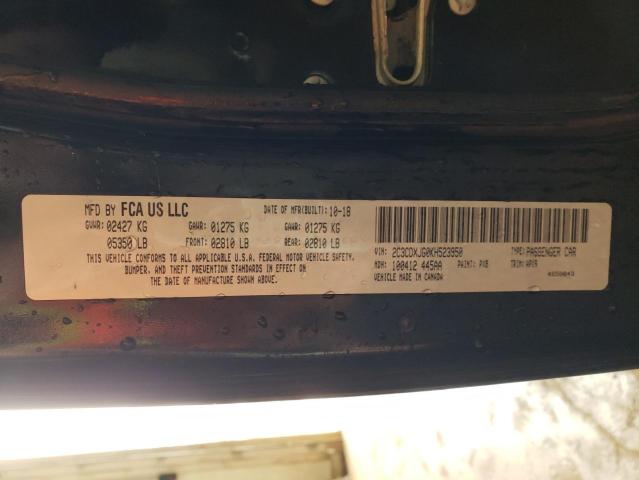 MFD BY FCA US LLC DATE OF MFR(BUILT): 10-18
GVWR: 02427 KG GAWR: 01275 KG GAWR: 01275 KG
05350 LB FRONT: 02810 LB REAR: 02810 LB
THIS VEHICLE CONFORMS TO ALL APPLICABLE U.S.A. FEDERAL MOTOR VEHICLE SAFETY,
BUMPER, AND THEFT PREVENTION STANDARDS IN EFFECT ON THE
DATE OF MANUFACTURE SHOWN ABOVE.
VIN: 2C3CDXJG0KH523950 TYPE: PASSENGER CAR
MDH: 100412 445AA PAINT: PXB TRIM: APX9
VEHICLE MADE IN CANADA